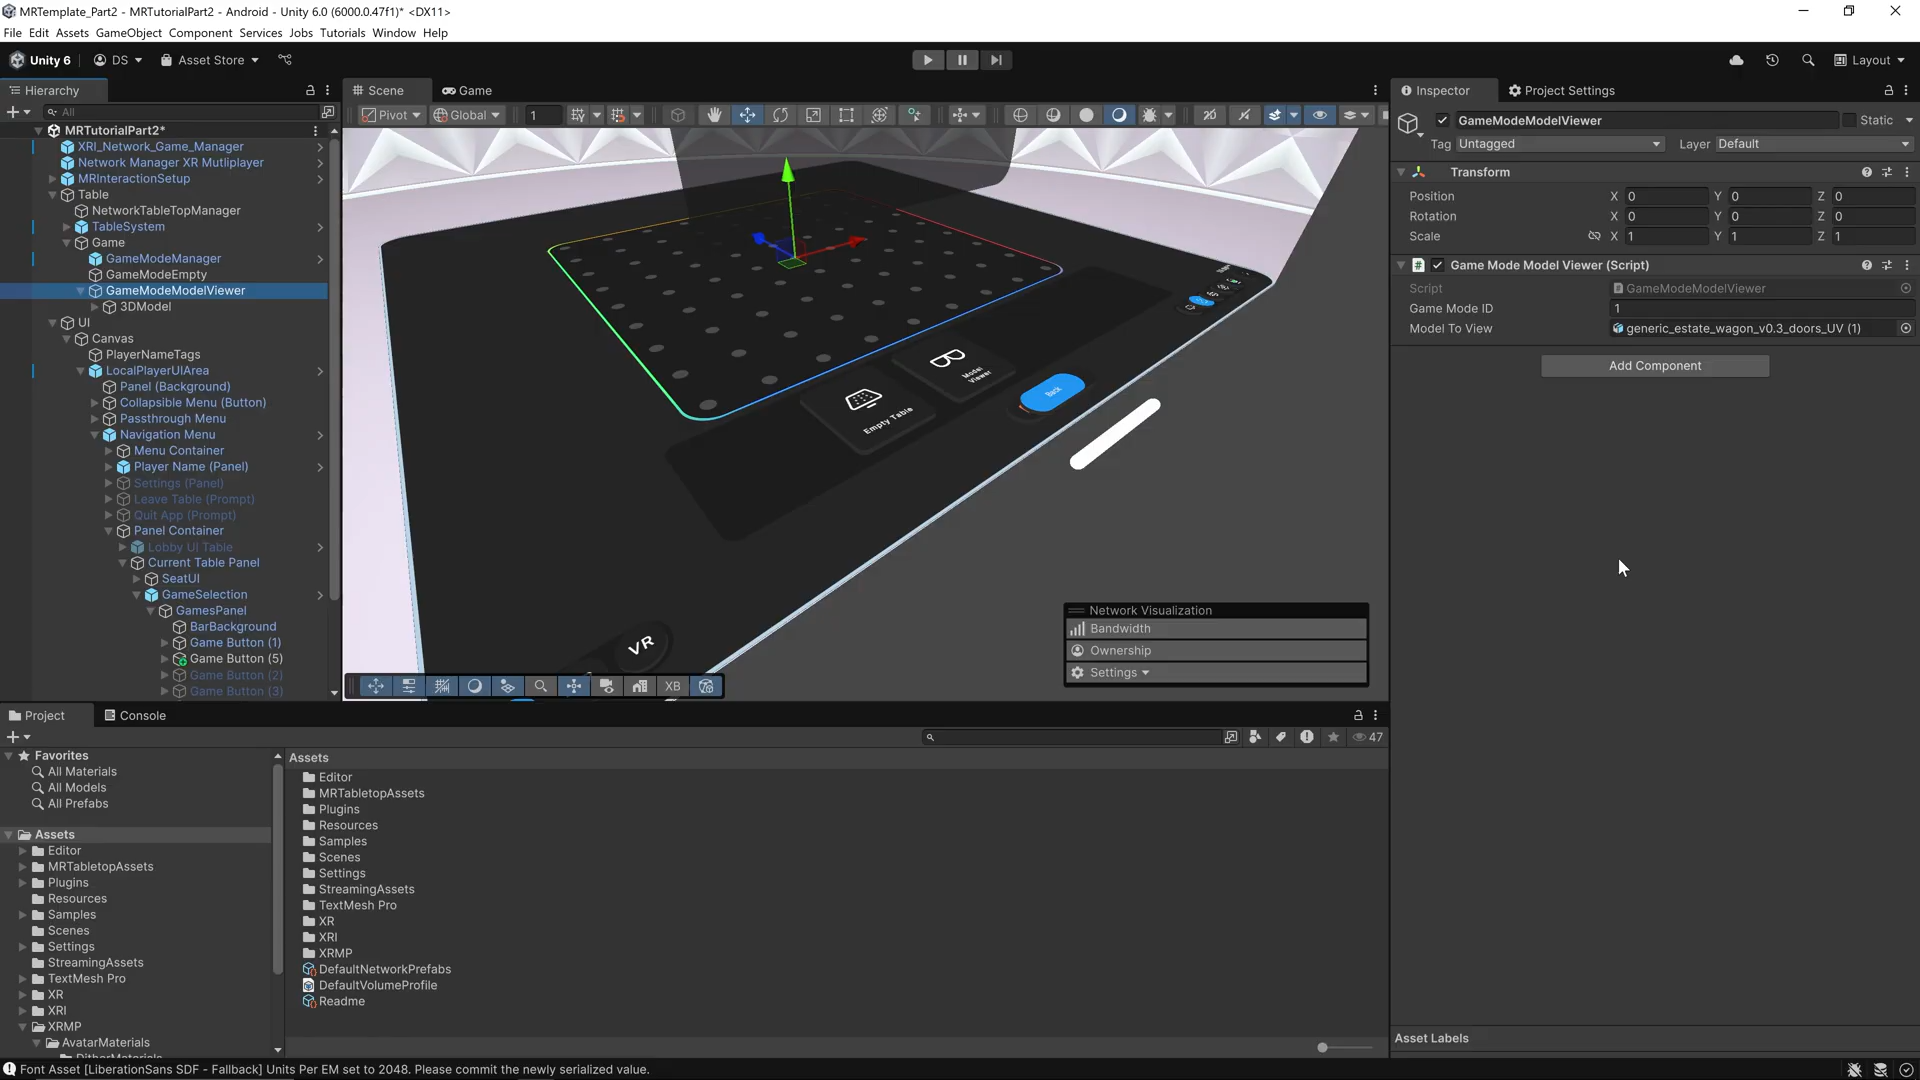 MRTemplate_Part2 - MRTutorialPart2 - Android - Unity 6.0 (6000.0.47f1)* <DX11>
File Edit Assets GameObject Component Services Jobs Tutorials Window Help
Unity 6 DS Asset Store Layout
Hierarchy
All
MRTutorialPart2*
XRI_Network_Game_Manager
Network Manager XR Mutliplayer
MRInteractionSetup
Table
NetworkTableTopManager
TableSystem
Game
GameModeManager
GameModeEmpty
GameModeModelViewer
3DModel
UI
Canvas
PlayerNameTags
LocalPlayerUIArea
Panel (Background)
Collapsible Menu (Button)
Passthrough Menu
Navigation Menu
Menu Container
Player Name (Panel)
Settings (Panel)
Leave Table (Prompt)
Quit App (Prompt)
Panel Container
Lobby UI Table
Current Table Panel
SeatUI
GameSelection
GamesPanel
BarBackground
Game Button (1)
Game Button (5)
Game Button (2)
Game Button (3)
Scene Game
Pivot Global 1
Model
Viewer
Empty Table
Back
VR
Network Visualization
Bandwidth
Ownership
Settings
XB
Inspector Project Settings
GameModeModelViewer Static
Tag Untagged Layer Default
Transform
Position X 0 Y 0 Z 0
Rotation X 0 Y 0 Z 0
Scale X 1 Y 1 Z 1
Game Mode Model Viewer (Script)
Script GameModeModelViewer
Game Mode ID 1
Model To View generic_estate_wagon_v0.3_doors_UV (1)
Add Component
Asset Labels
Project Console
47
Favorites
All Materials
All Models
All Prefabs
Assets
Editor
MRTabletopAssets
Plugins
Resources
Samples
Scenes
Settings
StreamingAssets
TextMesh Pro
XR
XRI
XRMP
AvatarMaterials
DitherMaterials
Assets
Editor
MRTabletopAssets
Plugins
Resources
Samples
Scenes
Settings
StreamingAssets
TextMesh Pro
XR
XRI
XRMP
DefaultNetworkPrefabs
DefaultVolumeProfile
Readme
Font Asset [LiberationSans SDF - Fallback] Units Per EM set to 2048. Please commit the newly serialized value.